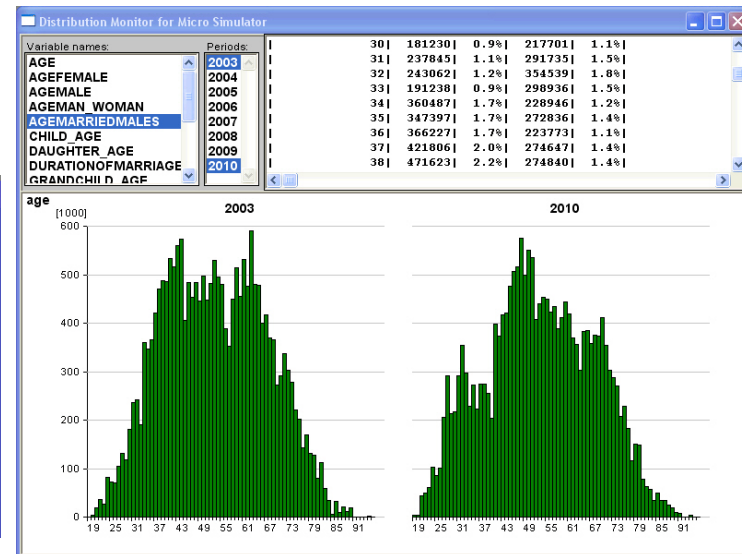 Distribution Monitor for Micro Simulator
Variable names:
AGE
AGEFEMALE
AGEMALE
AGEMAN_WOMAN
AGEMARRIEDMALES
CHILD_AGE
DAUGHTER_AGE
DURATIONOFMARRIAGE
GRANDCHILD_AGE
Periods:
2003
2004
2005
2006
2007
2008
2009
2010
| 30| 181230| 0.9%| 217701| 1.1%|
| 31| 237845| 1.1%| 291735| 1.5%|
| 32| 243062| 1.2%| 354539| 1.8%|
| 33| 191238| 0.9%| 298936| 1.5%|
| 34| 360487| 1.7%| 228946| 1.2%|
| 35| 347397| 1.7%| 272836| 1.4%|
| 36| 366227| 1.7%| 223773| 1.1%|
| 37| 421806| 2.0%| 274647| 1.4%|
| 38| 471623| 2.2%| 274840| 1.4%|
age
[1000]
2003
2010
600
500
400
300
200
100
0
19 25 31 37 43 49 55 61 67 73 79 85 91
19 25 31 37 43 49 55 61 67 73 79 85 91